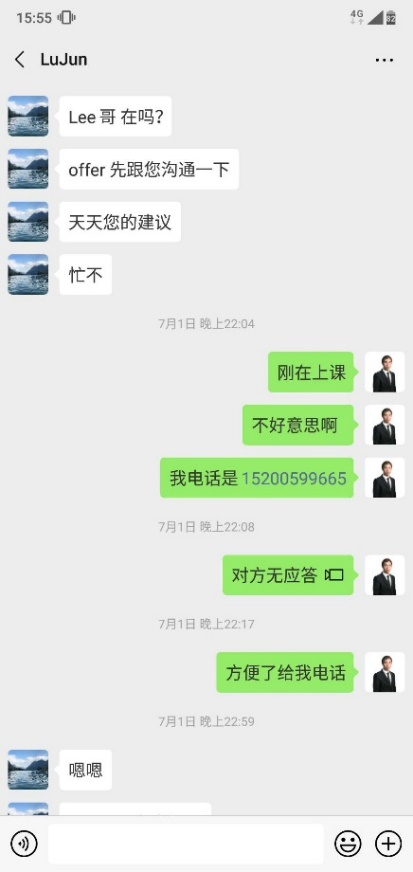 15:55
4G
82
LuJun
Lee 哥 在吗?
offer 先跟您沟通一下
天天您的建议
忙不
7月1日 晚上22:04
刚在上课
不好意思啊
我电话是 15200599665
7月1日 晚上22:08
对方无应答
7月1日 晚上22:17
方便了给我电话
7月1日 晚上22:59
嗯嗯